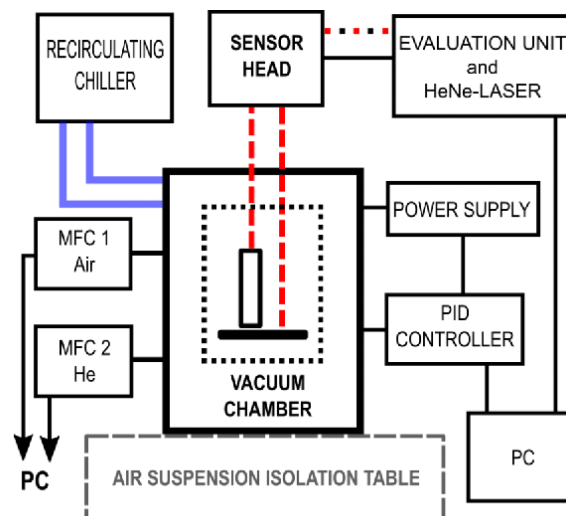 RECIRCULATING
CHILLER
SENSOR
HEAD
EVALUATION UNIT
and
HeNe-LASER
MFC 1
Air
POWER SUPPLY
MFC 2
He
PID
CONTROLLER
VACUUM
CHAMBER
PC
PC
AIR SUSPENSION ISOLATION TABLE